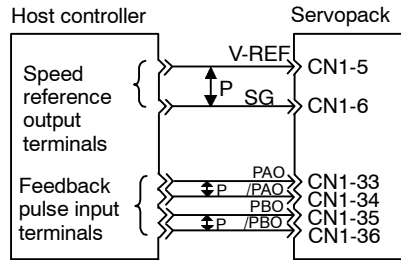 Host controller
Servopack
Speed
reference
output
terminals
V-REF
P
SG
CN1-5
CN1-6
Feedback
pulse input
terminals
PAO
P /PAO
PBO
P /PBO
CN1-33
CN1-34
CN1-35
CN1-36